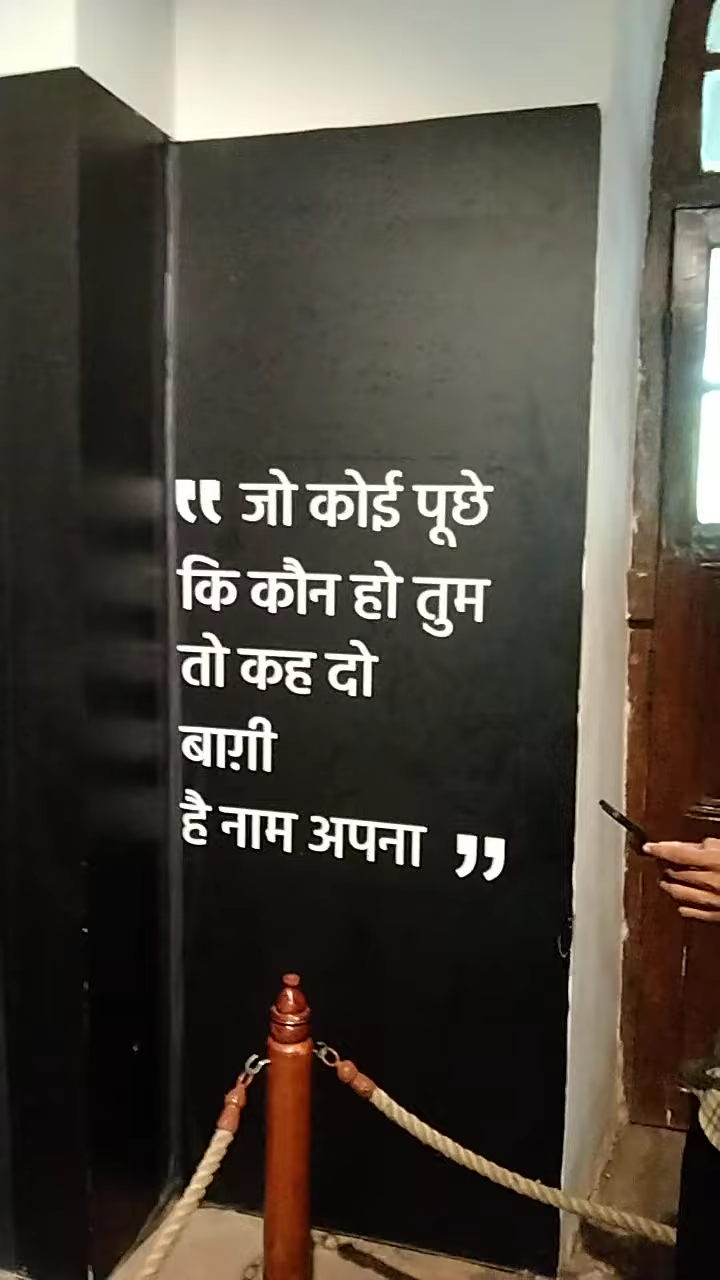 “ जो कोई पूछे
कि कौन हो तुम
तो कह दो
बाग़ी
है नाम अपना ”